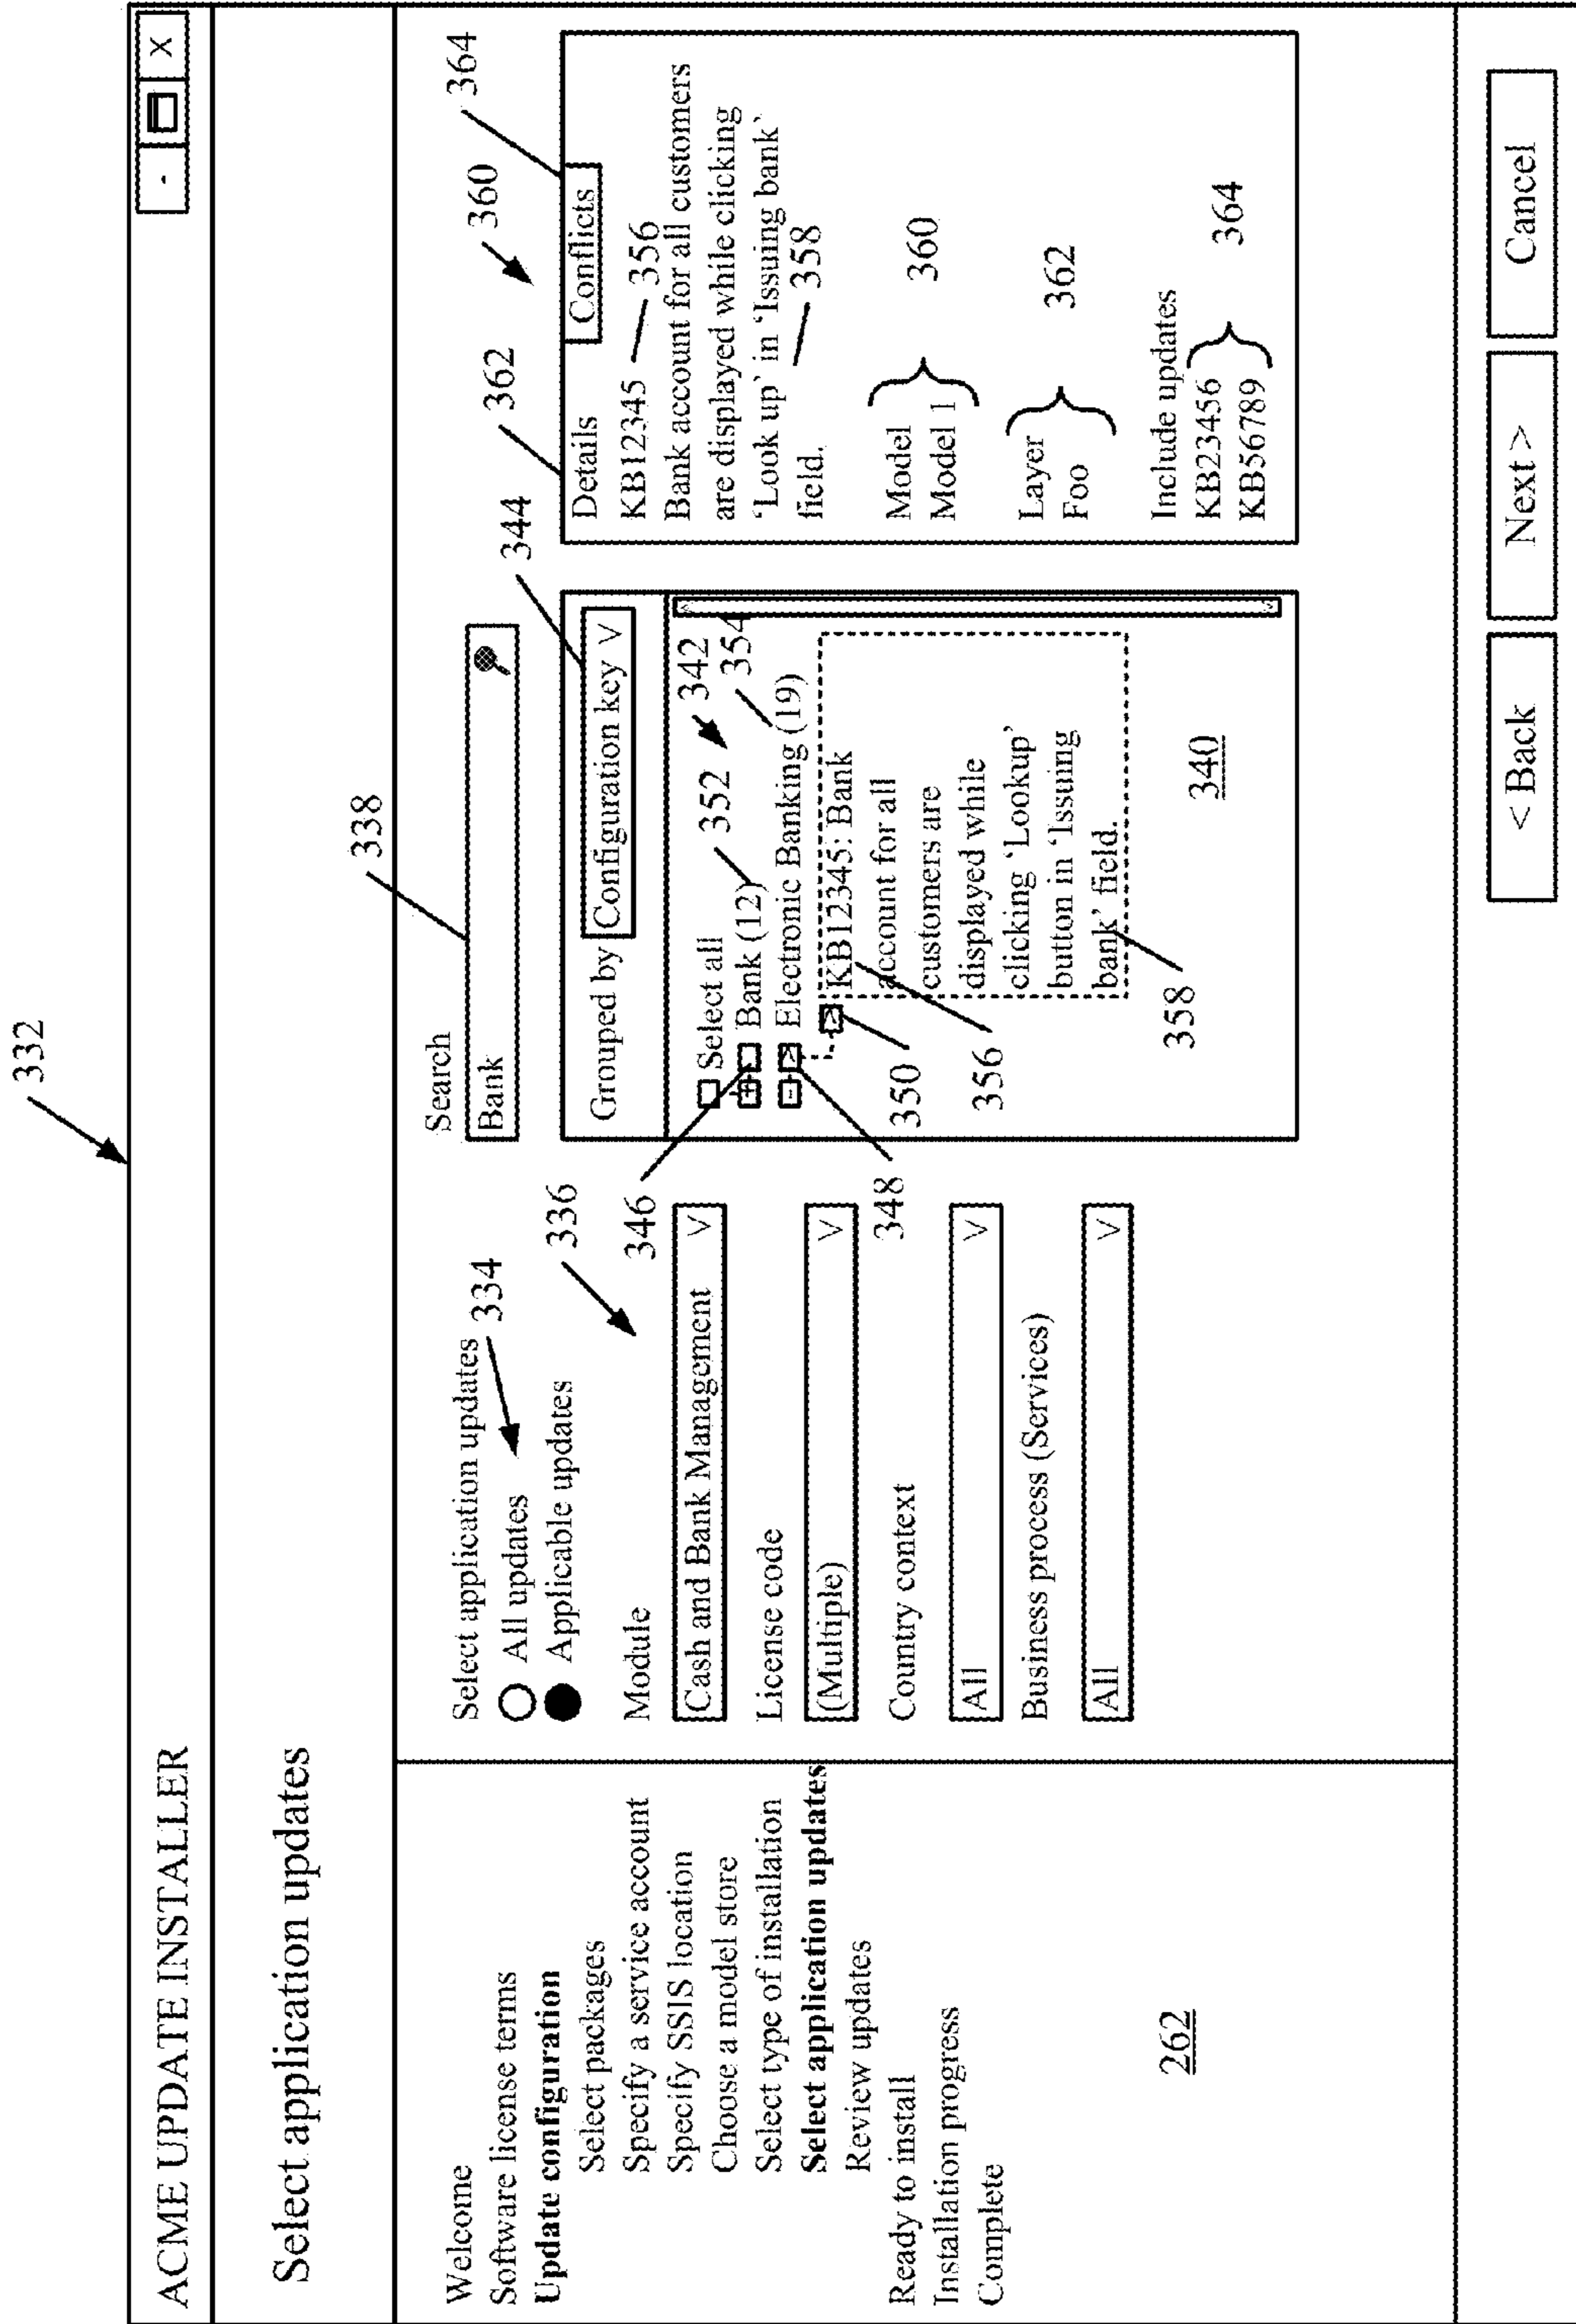 332
ACME UPDATE INSTALLER
- X
Select application updates
Welcome
Software license terms
Update configuration
Select packages
Specify a service account
Specify SSIS location
Choose a model store
Select type of installation
Select application updates
Review updates
Ready to install
Installation progress
Complete
262
Select application updates 334
All updates
Applicable updates
336
Module
Cash and Bank Management V
License code
(Multiple) V
Country context
All V
Business process (Services)
All V
338
Search
Bank
344
Grouped by Configuration key V
346
348
Select all 352 342
+ Bank (12) 354
- Electronic Banking (19)
V KB12345: Bank
account for all
customers are
displayed while
clicking ‘Lookup’
button in ‘Issuing
bank’ field.
350
356
358
340
362 360 364
Details Conflicts
KB12345 356
Bank account for all customers
are displayed while clicking
‘Look up’ in ‘Issuing bank’
field. 358
Model
Model 1
360
Layer
Foo
362
Include updates
KB23456
KB56789
364
< Back Next > Cancel